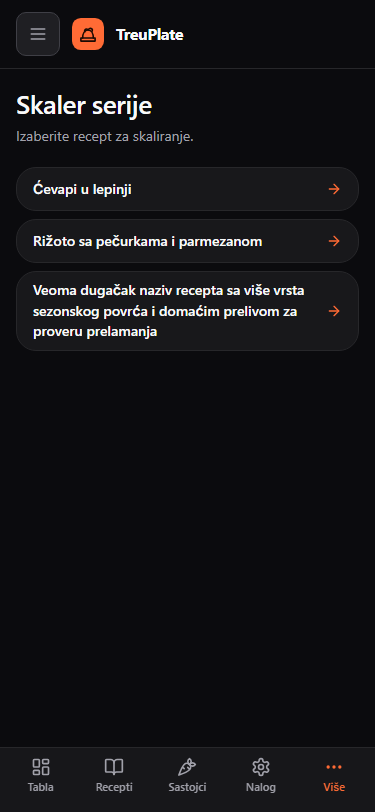 TreuPlate
Skaler serije
Izaberite recept za skaliranje.
Ćevapi u lepinji
Rižoto sa pečurkama i parmezanom
Veoma dugačak naziv recepta sa više vrsta
sezonskog povrća i domaćim prelivom za
proveru prelamanja
Tabla
Recepti
Sastojci
Nalog
Više